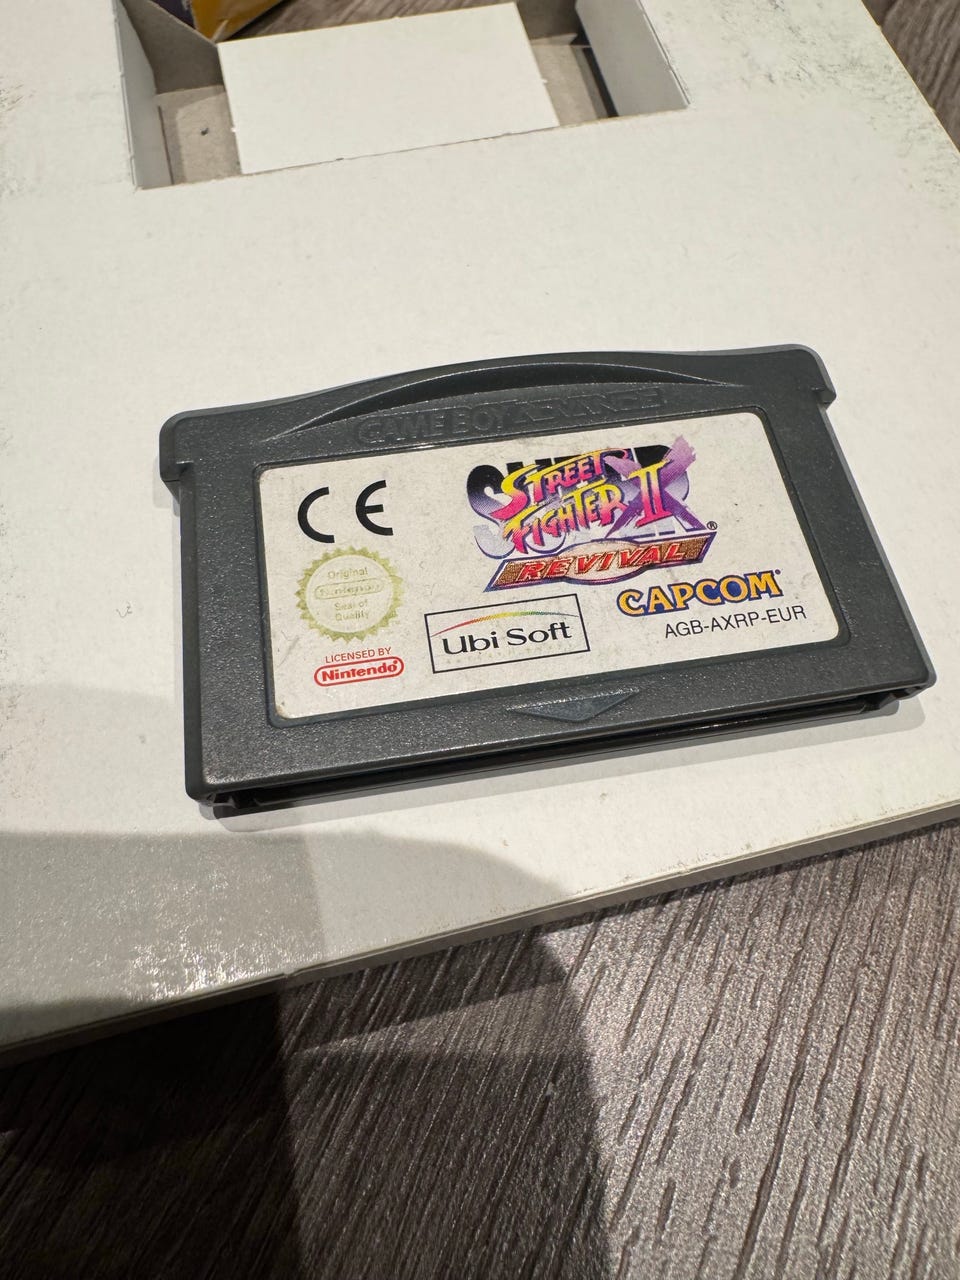 GAME BOY ADVANCE
CE
SUPER
STREET
FIGHTER II
X
REVIVAL
®
Original
Nintendo
Seal of
Quality
LICENSED BY
Nintendo®
Ubi Soft
CAPCOM®
AGB-AXRP-EUR